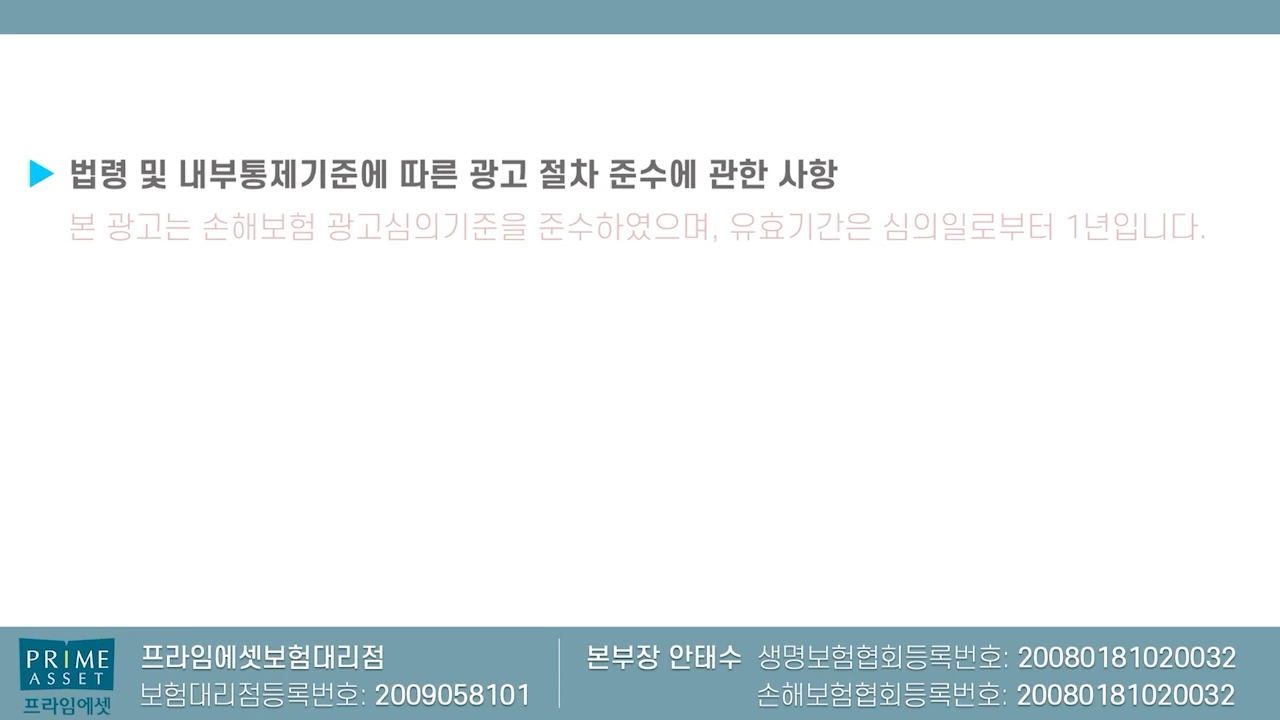 ▶ 법령 및 내부통제기준에 따른 광고 절차 준수에 관한 사항
본 광고는 손해보험 광고심의기준을 준수하였으며, 유효기간은 심의일로부터 1년입니다.
PRIME
ASSET
프라임에셋
프라임에셋보험대리점
보험대리점등록번호: 2009058101
본부장 안태수 생명보험협회등록번호: 20080181020032
손해보험협회등록번호: 20080181020032